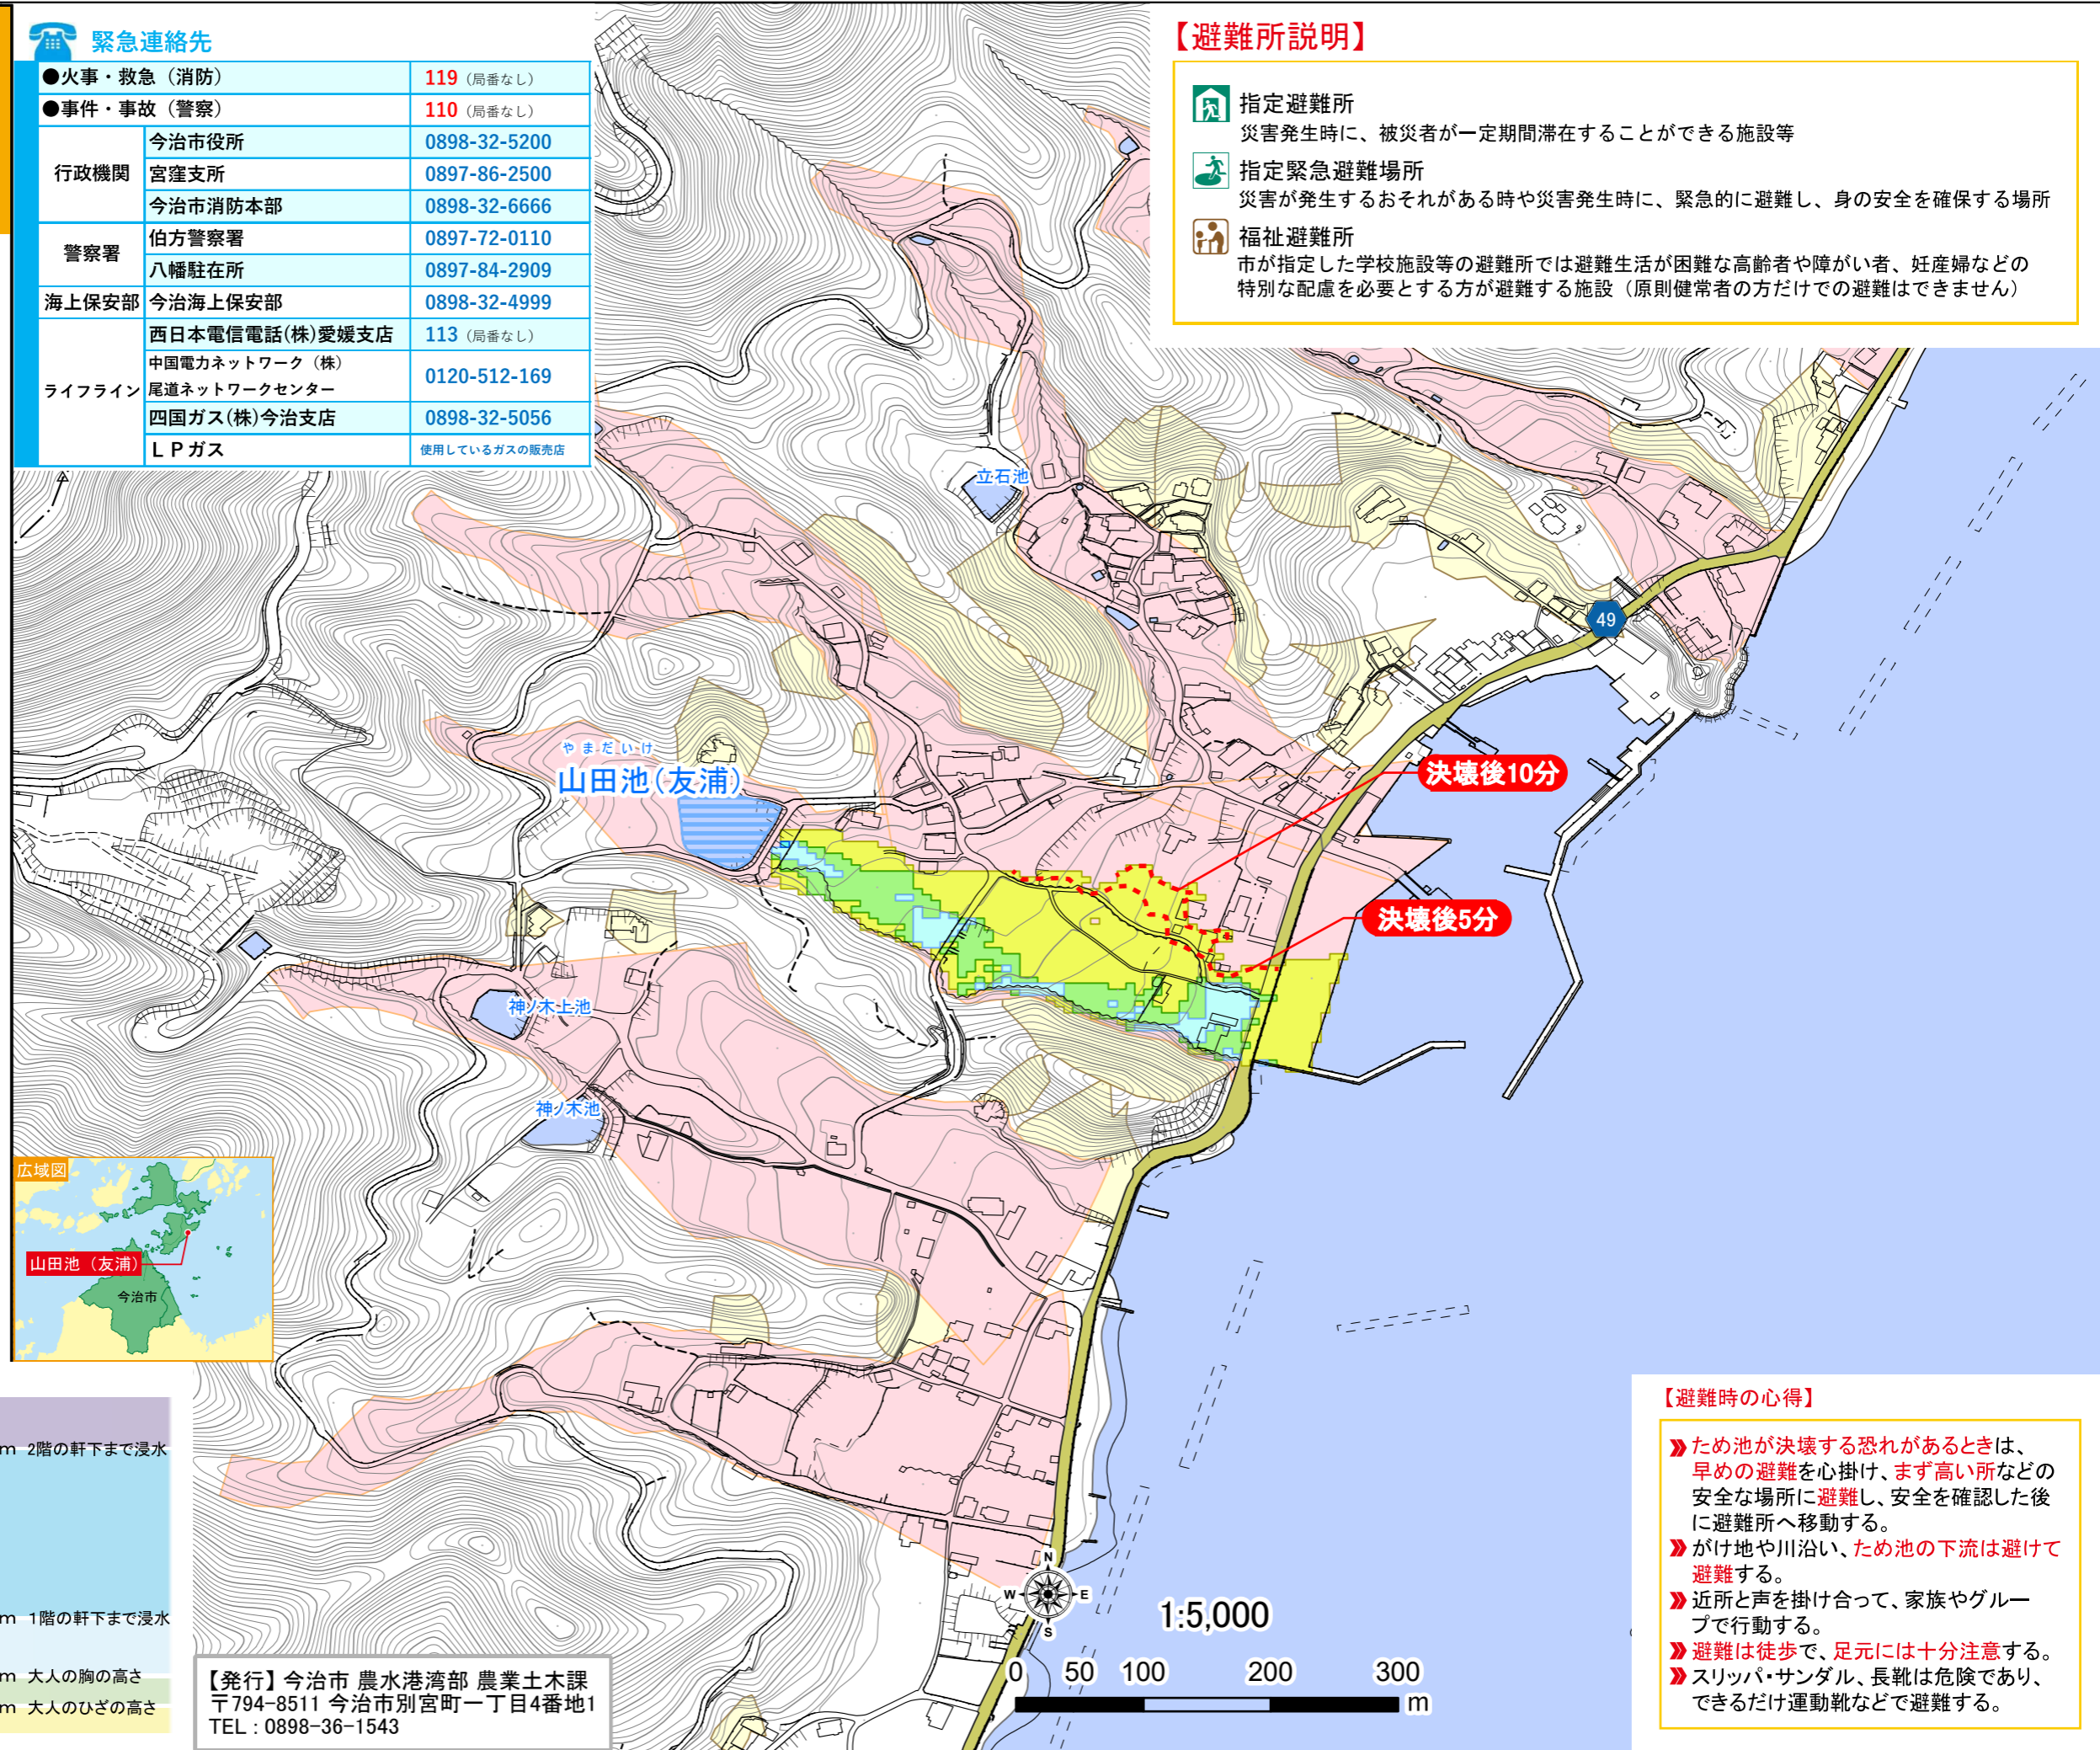 緊急連絡先
●火事・救急（消防） 119（局番なし）
●事件・事故（警察） 110（局番なし）
行政機関
今治市役所 0898-32-5200
宮窪支所 0897-86-2500
今治市消防本部 0898-32-6666
警察署
伯方警察署 0897-72-0110
八幡駐在所 0897-84-2909
海上保安部 今治海上保安部 0898-32-4999
ライフライン
西日本電信電話(株)愛媛支店 113（局番なし）
中国電力ネットワーク（株）
尾道ネットワークセンター 0120-512-169
四国ガス(株)今治支店 0898-32-5056
ＬＰガス 使用しているガスの販売店
【避難所説明】
指定避難所
災害発生時に、被災者が一定期間滞在することができる施設等
指定緊急避難場所
災害が発生するおそれがある時や災害発生時に、緊急的に避難し、身の安全を確保する場所
福祉避難所
市が指定した学校施設等の避難所では避難生活が困難な高齢者や障がい者、妊産婦などの
特別な配慮を必要とする方が避難する施設（原則健常者の方だけでの避難はできません）
立石池
49
やまだいけ
山田池(友浦)
決壊後10分
決壊後5分
神ノ木上池
神ノ木池
広域図
山田池（友浦）
今治市
m 2階の軒下まで浸水
m 1階の軒下まで浸水
m 大人の胸の高さ
m 大人のひざの高さ
【発行】今治市 農水港湾部 農業土木課
〒794-8511 今治市別宮町一丁目4番地1
TEL : 0898-36-1543
N
W E
S
1:5,000
0 50 100 200 300
m
【避難時の心得】
ため池が決壊する恐れがあるときは、
早めの避難を心掛け、まず高い所などの
安全な場所に避難し、安全を確認した後
に避難所へ移動する。
がけ地や川沿い、ため池の下流は避けて
避難する。
近所と声を掛け合って、家族やグルー
プで行動する。
避難は徒歩で、足元には十分注意する。
スリッパ・サンダル、長靴は危険であり、
できるだけ運動靴などで避難する。